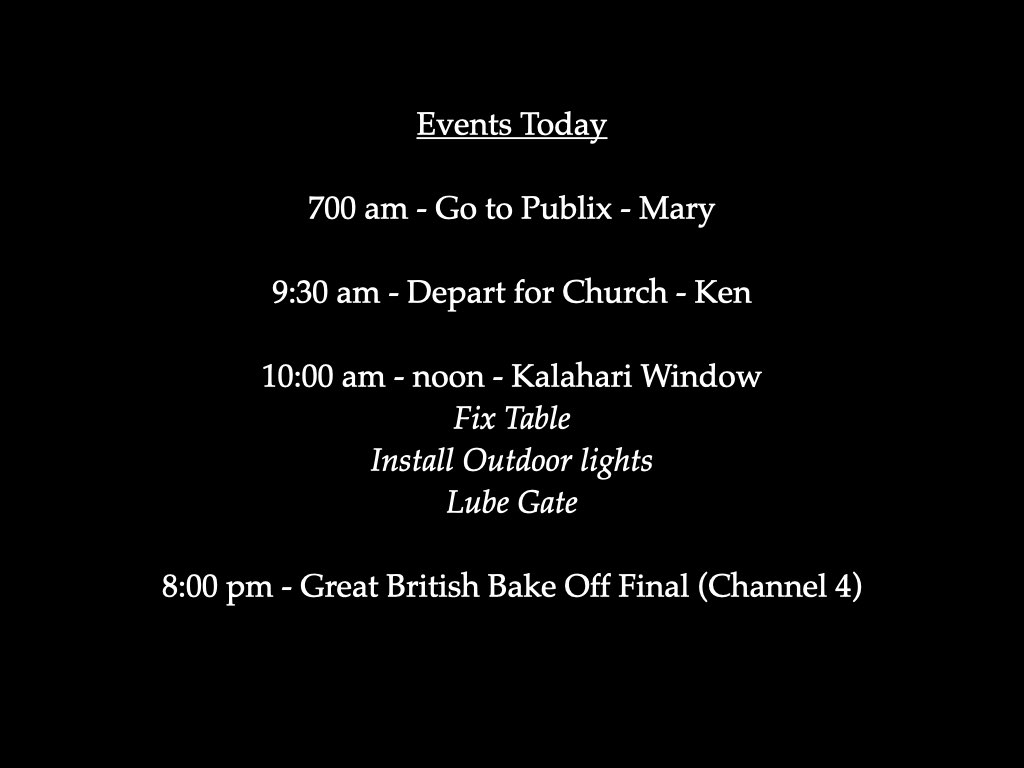 Events Today
700 am - Go to Publix - Mary
9:30 am - Depart for Church - Ken
10:00 am - noon - Kalahari Window
Fix Table
Install Outdoor lights
Lube Gate
8:00 pm - Great British Bake Off Final (Channel 4)